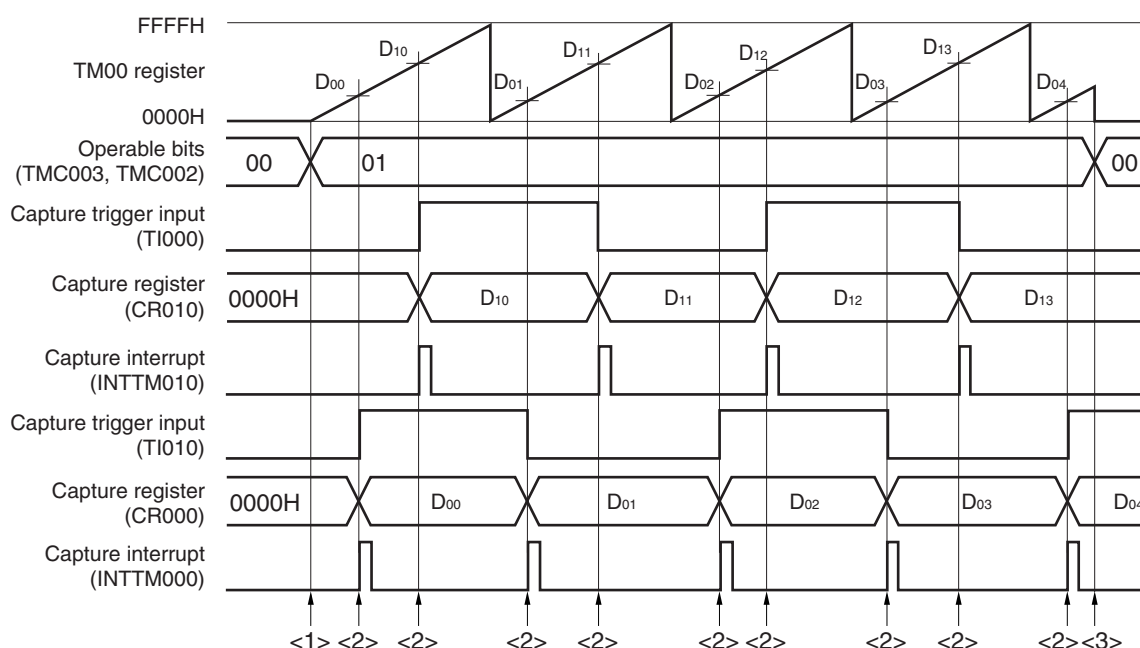 FFFFH
TM00 register
0000H
D10
D11
D12
D13
D00
D01
D02
D03
D04
Operable bits
(TMC003, TMC002)
00
01
00
Capture trigger input
(TI000)
Capture register
(CR010)
0000H
D10
D11
D12
D13
Capture interrupt
(INTTM010)
Capture trigger input
(TI010)
Capture register
(CR000)
0000H
D00
D01
D02
D03
D04
Capture interrupt
(INTTM000)
<1> <2> <2> <2> <2> <2> <2> <2> <2> <2> <3>